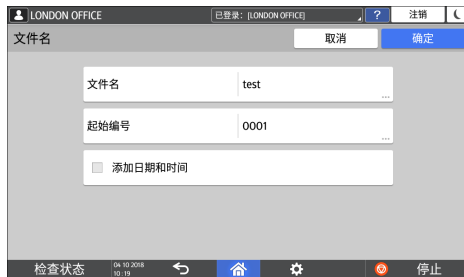 LONDON OFFICE
已登录: [LONDON OFFICE]
?
注销
文件名
取消
确定
文件名
test
...
起始编号
0001
...
添加日期和时间
检查状态
04 10 2018
10:19
停止